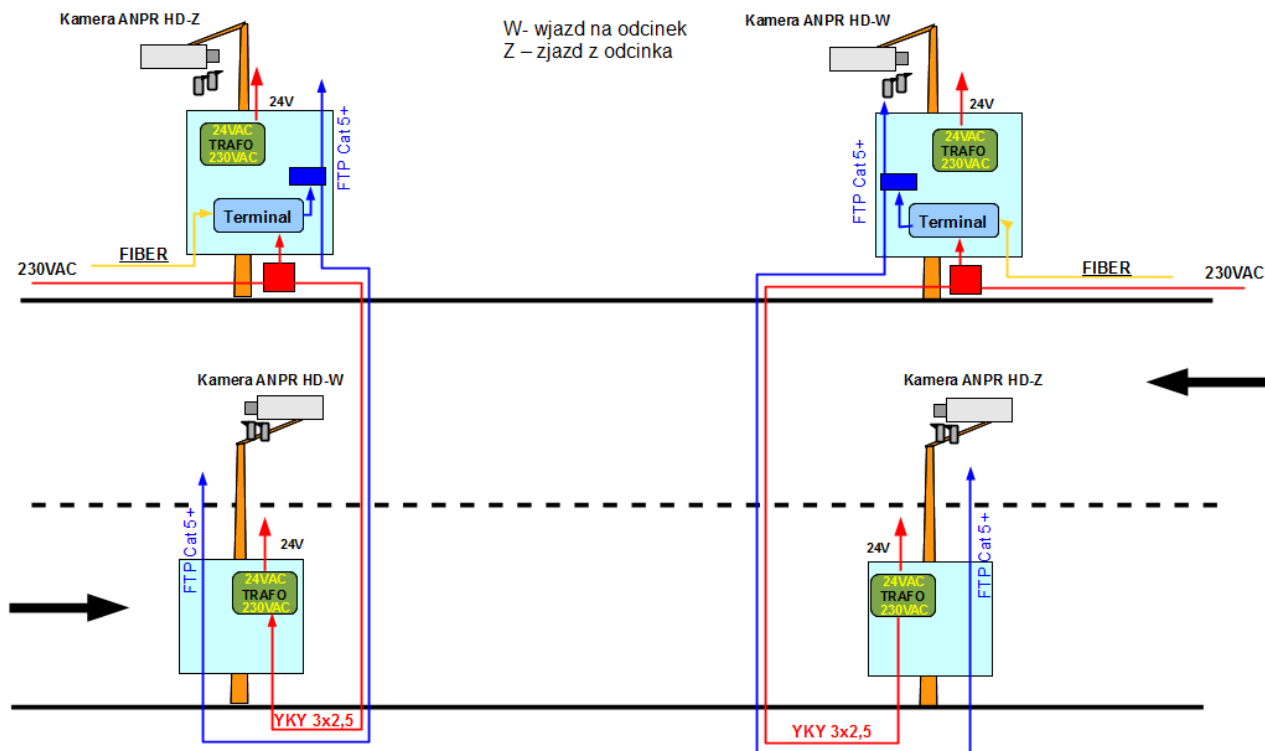 Kamera ANPR HD-Z
W- wjazd na odcinek
Z – zjazd z odcinka
Kamera ANPR HD-W
24V
24VAC
TRAFO
230VAC
FTP Cat 5+
Terminal
FIBER
230VAC
24V
24VAC
TRAFO
230VAC
FTP Cat 5+
Terminal
FIBER
230VAC
Kamera ANPR HD-W
24V
24VAC
TRAFO
230VAC
FTP Cat 5+
YKY 3x2,5
Kamera ANPR HD-Z
24V
24VAC
TRAFO
230VAC
FTP Cat 5+
YKY 3x2,5